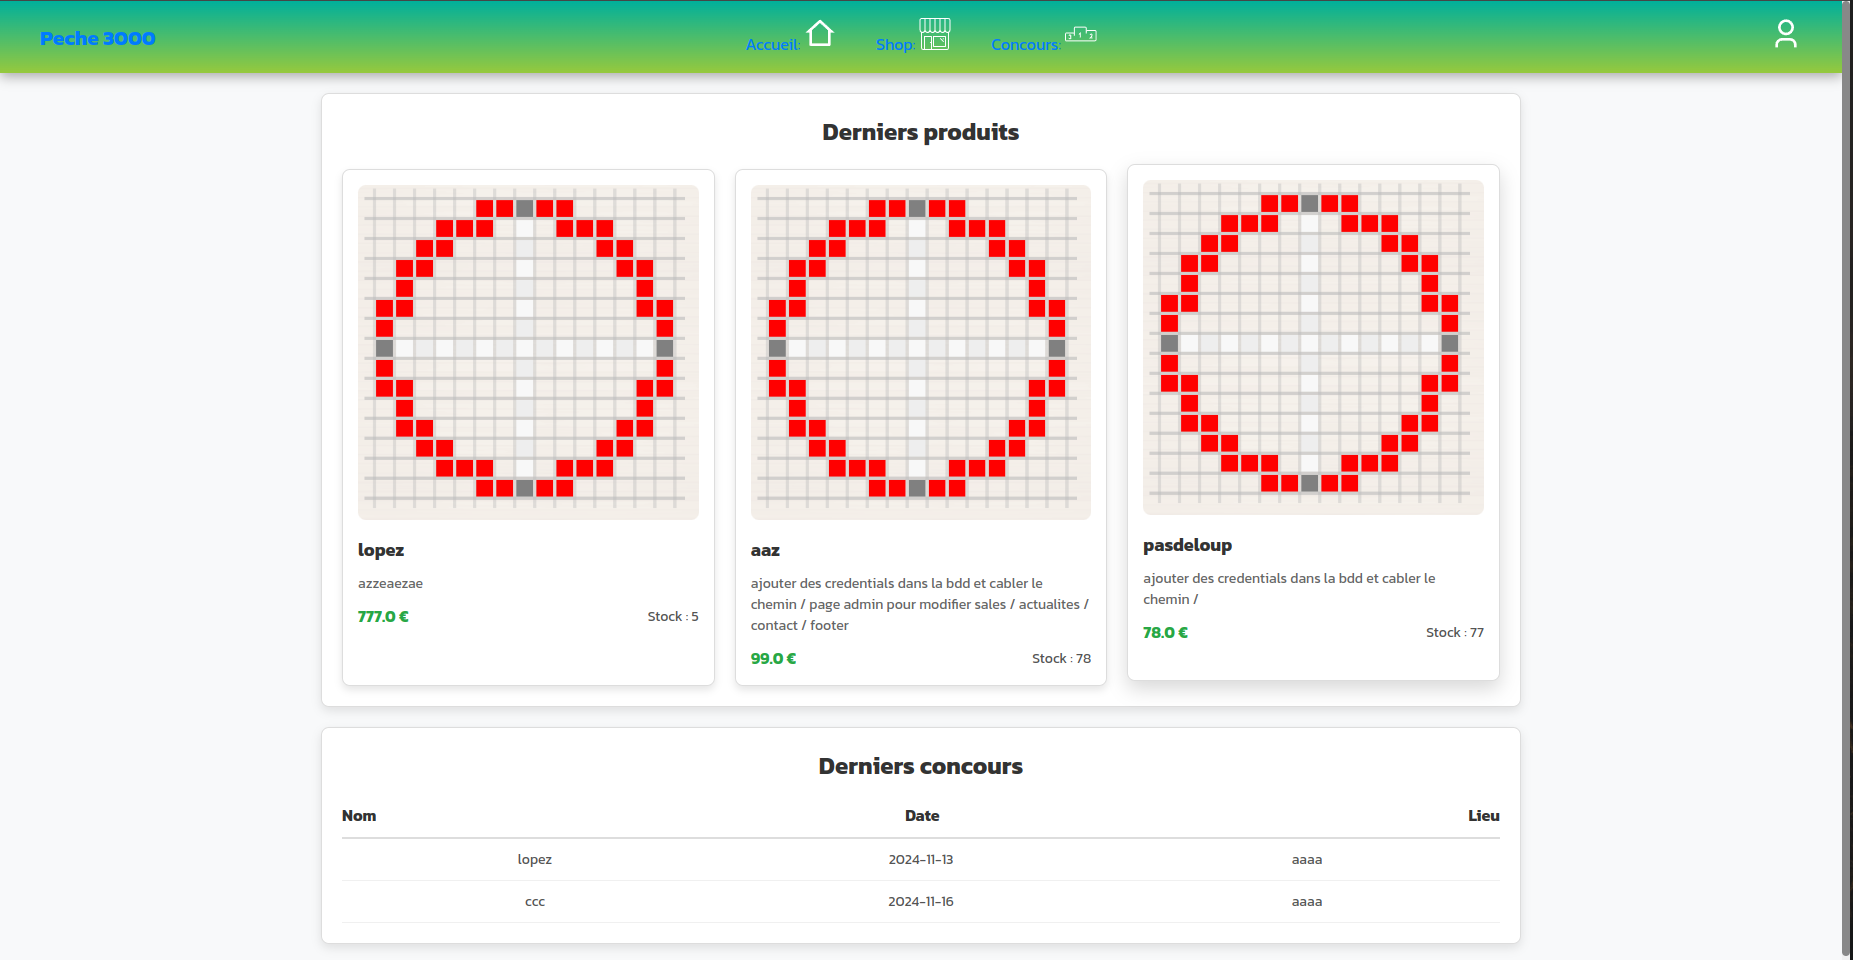 Peche 3000
Accueil:
Shop:
Concours:
3 1 2
Derniers produits
lopez
azzeaezae
777.0 €
Stock : 5
aaz
ajouter des credentials dans la bdd et cabler le
chemin / page admin pour modifier sales / actualites /
contact / footer
99.0 €
Stock : 78
pasdeloup
ajouter des credentials dans la bdd et cabler le
chemin /
78.0 €
Stock : 77
Derniers concours
Nom Date Lieu
lopez 2024-11-13 aaaa
ccc 2024-11-16 aaaa